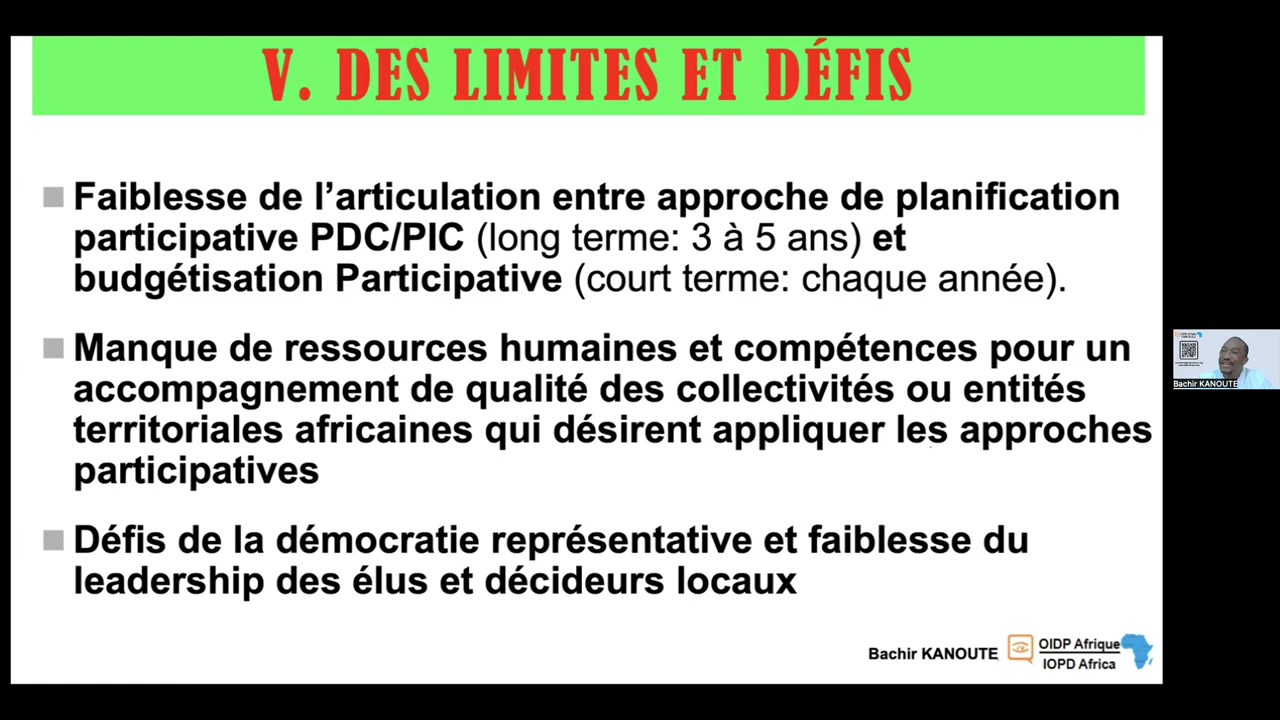 V. DES LIMITES ET DÉFIS
Faiblesse de l’articulation entre approche de planification
participative PDC/PIC (long terme: 3 à 5 ans) et
budgétisation Participative (court terme: chaque année).
Manque de ressources humaines et compétences pour un
accompagnement de qualité des collectivités ou entités
territoriales africaines qui désirent appliquer les approches
participatives
Défis de la démocratie représentative et faiblesse du
leadership des élus et décideurs locaux
Bachir KANOUTE
OIDP Afrique
IOPD Africa
Bachir KANOUTE